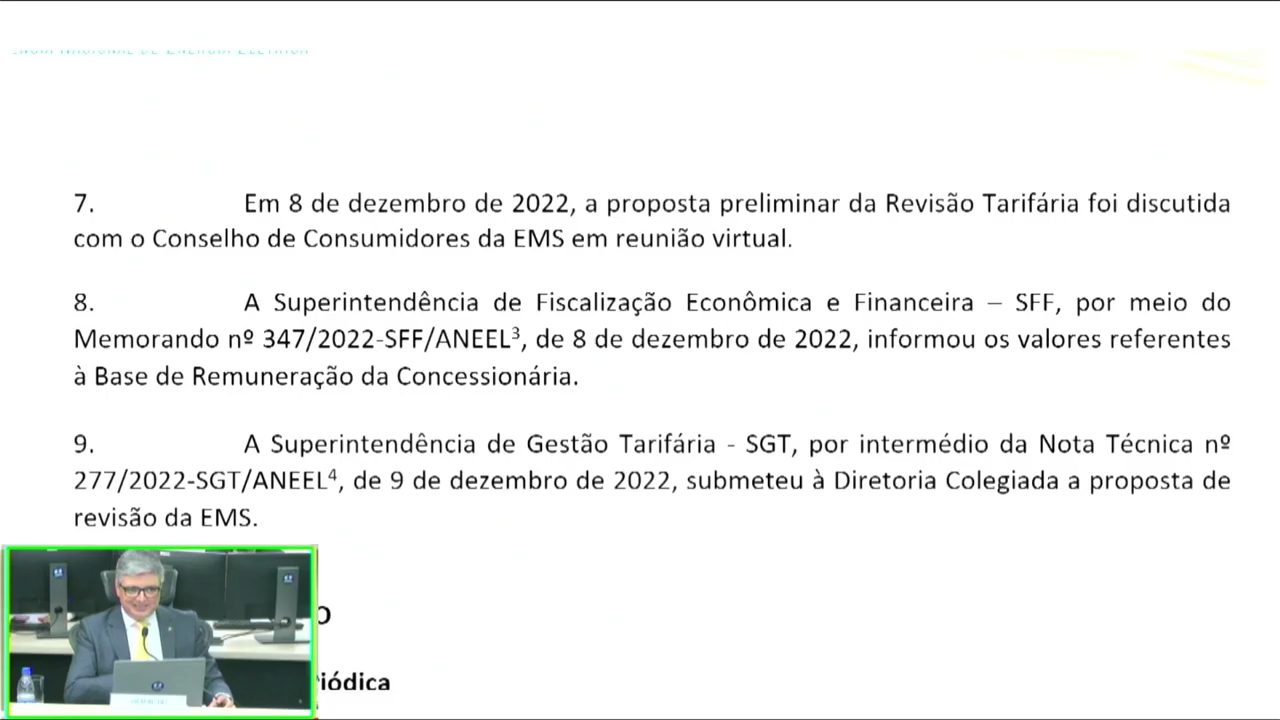 7. Em 8 de dezembro de 2022, a proposta preliminar da Revisão Tarifária foi discutida
com o Conselho de Consumidores da EMS em reunião virtual.
8. A Superintendência de Fiscalização Econômica e Financeira – SFF, por meio do
Memorando nº 347/2022-SFF/ANEEL³, de 8 de dezembro de 2022, informou os valores referentes
à Base de Remuneração da Concessionária.
9. A Superintendência de Gestão Tarifária - SGT, por intermédio da Nota Técnica nº
277/2022-SGT/ANEEL⁴, de 9 de dezembro de 2022, submeteu à Diretoria Colegiada a proposta de
revisão da EMS.
O
iódica